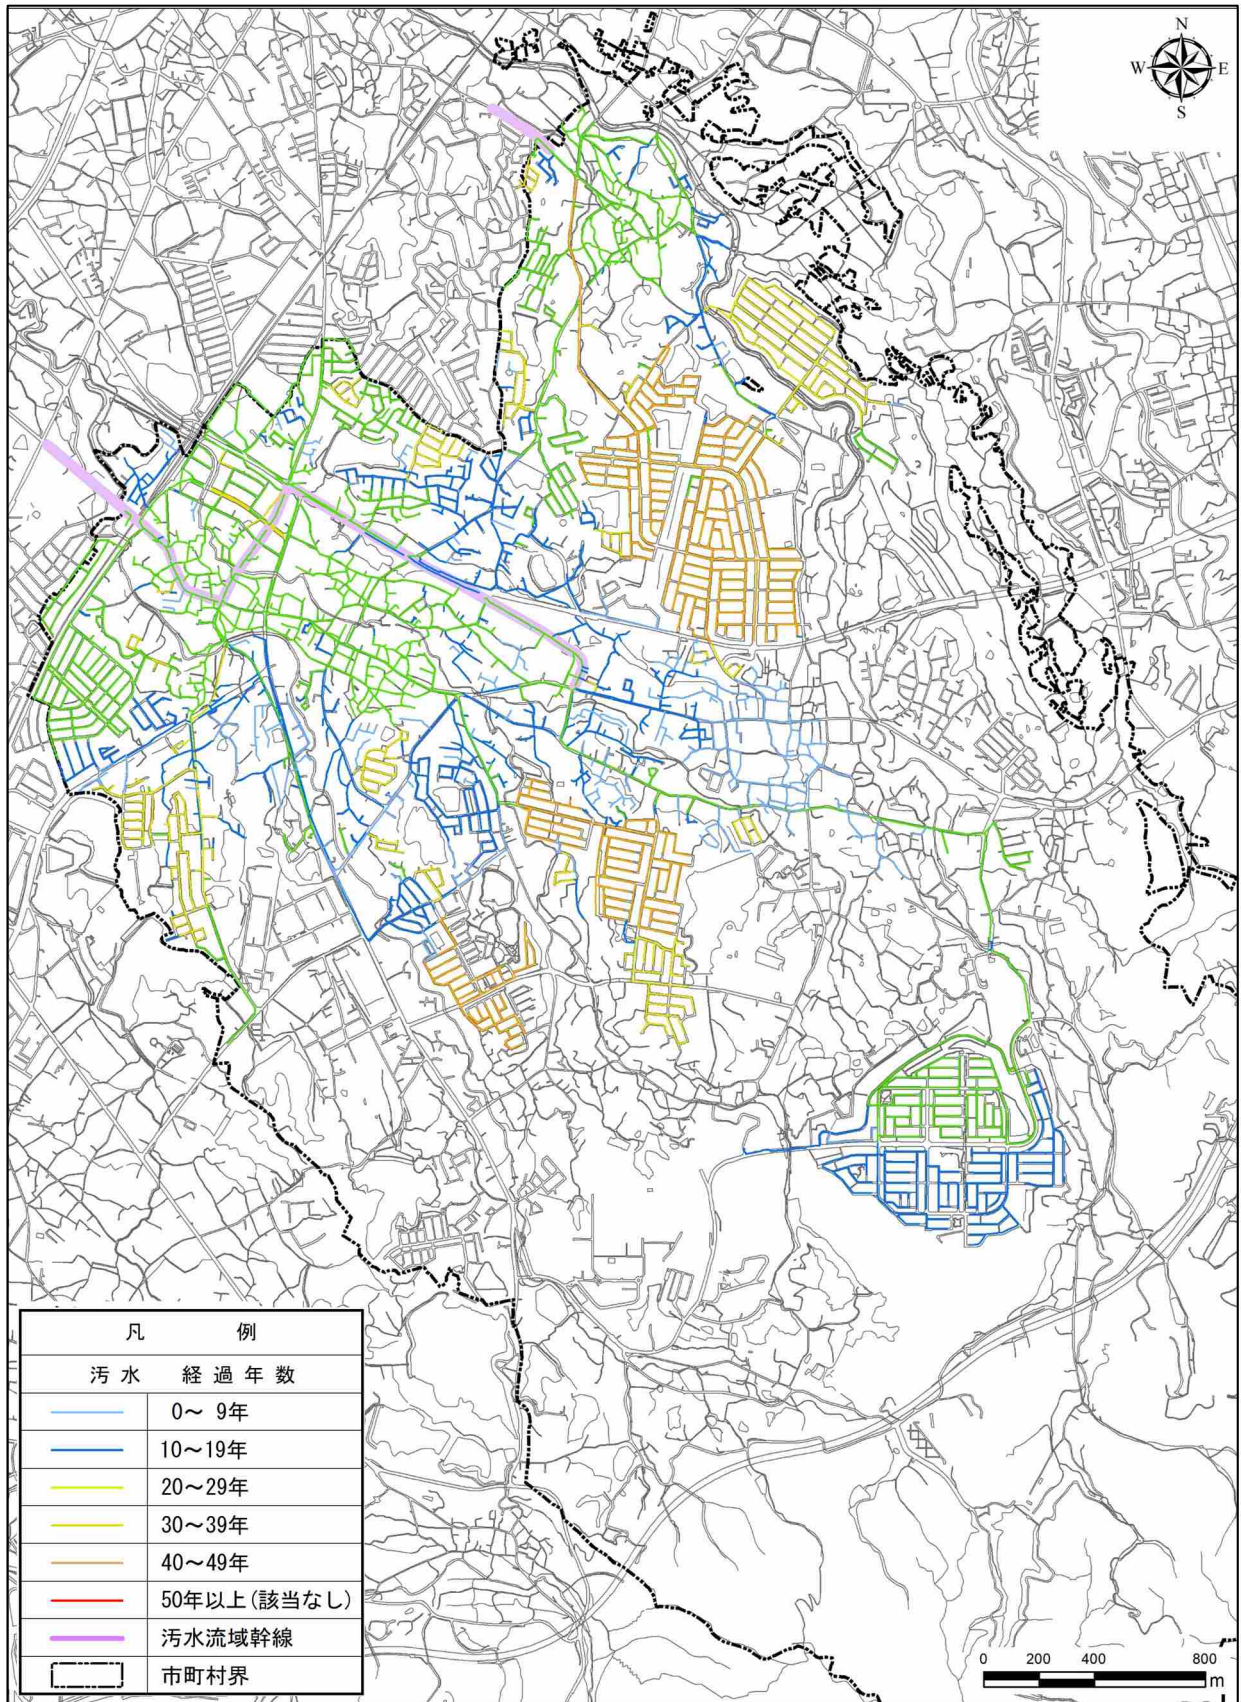 N
W E
S
凡 例
汚水 経過年数
0～ 9年
10～19年
20～29年
30～39年
40～49年
50年以上(該当なし)
汚水流域幹線
市町村界
0 200 400 800
m